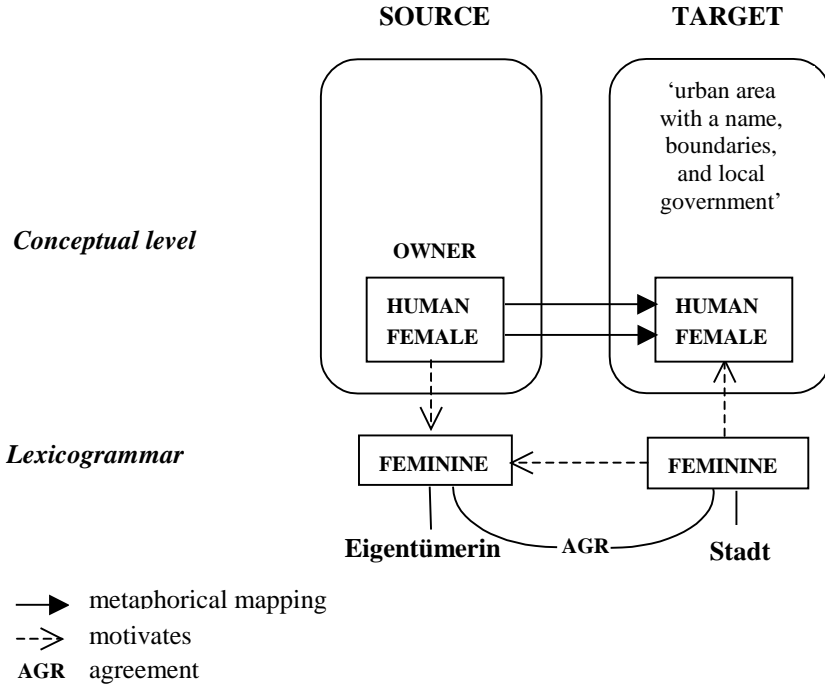 SOURCE TARGET
‘urban area
with a name,
boundaries,
and local
government’
Conceptual level
OWNER
HUMAN HUMAN
FEMALE FEMALE
Lexicogrammar
FEMININE FEMININE
Eigentümerin AGR Stadt
metaphorical mapping
motivates
AGR agreement